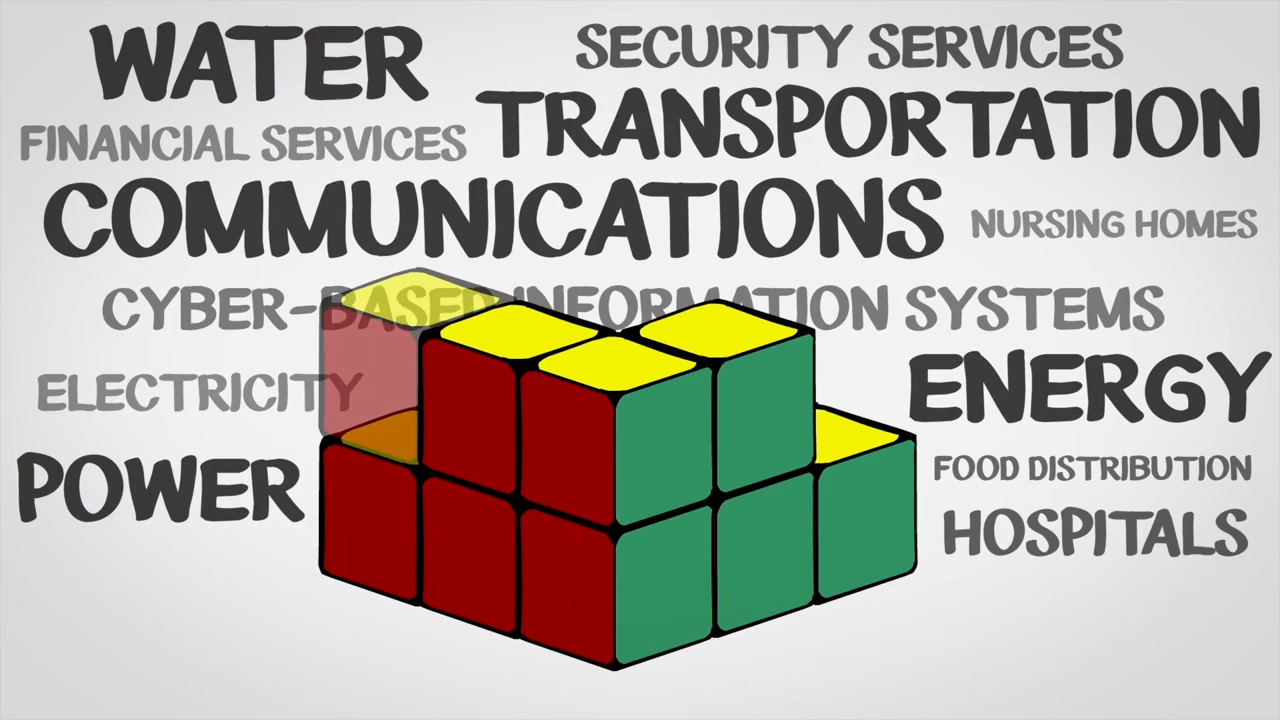 WATER
SECURITY SERVICES
FINANCIAL SERVICES
TRANSPORTATION
COMMUNICATIONS
NURSING HOMES
CYBER-BASED INFORMATION SYSTEMS
ELECTRICITY
ENERGY
POWER
FOOD DISTRIBUTION
HOSPITALS